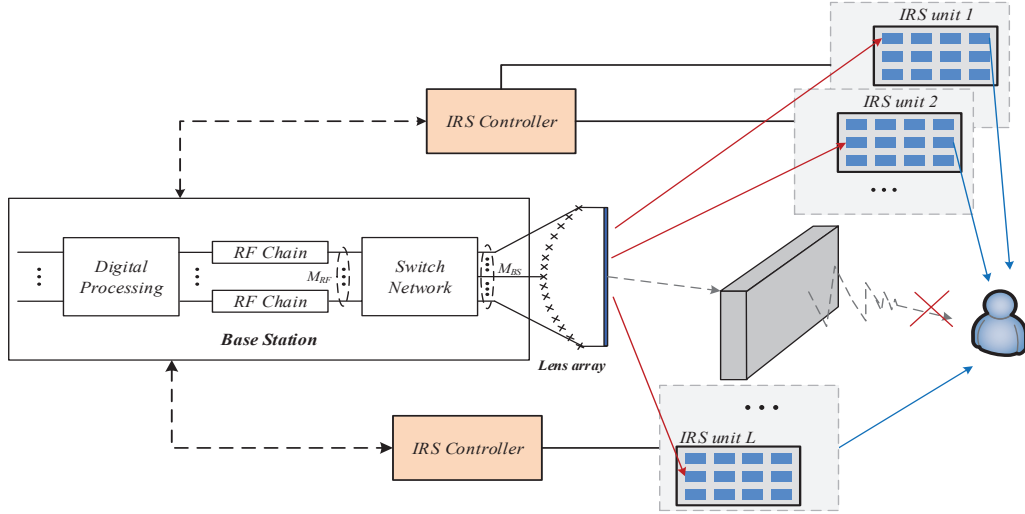 IRS unit 1
IRS unit 2
IRS Controller
Digital
Processing
RF Chain
M_RF
RF Chain
Switch
Network
M_BS
Base Station
Lens array
IRS Controller
IRS unit L